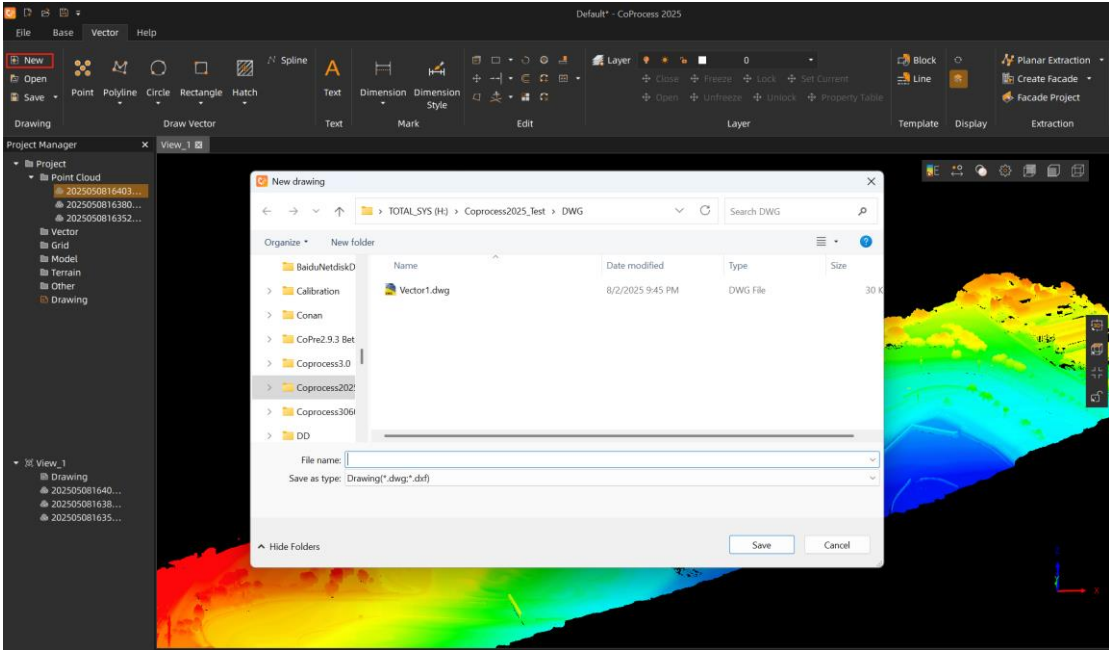 Default* - CoProcess 2025
File Base Vector Help
New
Open
Save
Drawing
Point Polyline Circle Rectangle Hatch Spline
Draw Vector
Text
Text
Dimension Dimension Style
Mark
Edit
Layer 0
Close Freeze Lock Set Current
Open Unfreeze Unlock Property Table
Layer
Block
Line
Template
Display
Planar Extraction
Create Facade
Facade Project
Extraction
Project Manager
View_1
Project
Point Cloud
2025050816403...
2025050816380...
2025050816352...
Vector
Grid
Model
Terrain
Other
Drawing
View_1
Drawing
202505081640...
202505081638...
202505081635...
New drawing
TOTAL_SYS (H:) > Coprocess2025_Test > DWG
Search DWG
Organize New folder
Name Date modified Type Size
Vector1.dwg 8/2/2025 9:45 PM DWG File 30 K
BaiduNetdiskD
Calibration
Conan
CoPre2.9.3 Bet
Coprocess3.0
Coprocess2025
Coprocess306
DD
File name:
Save as type: Drawing(*.dwg;*.dxf)
Hide Folders
Save Cancel
X